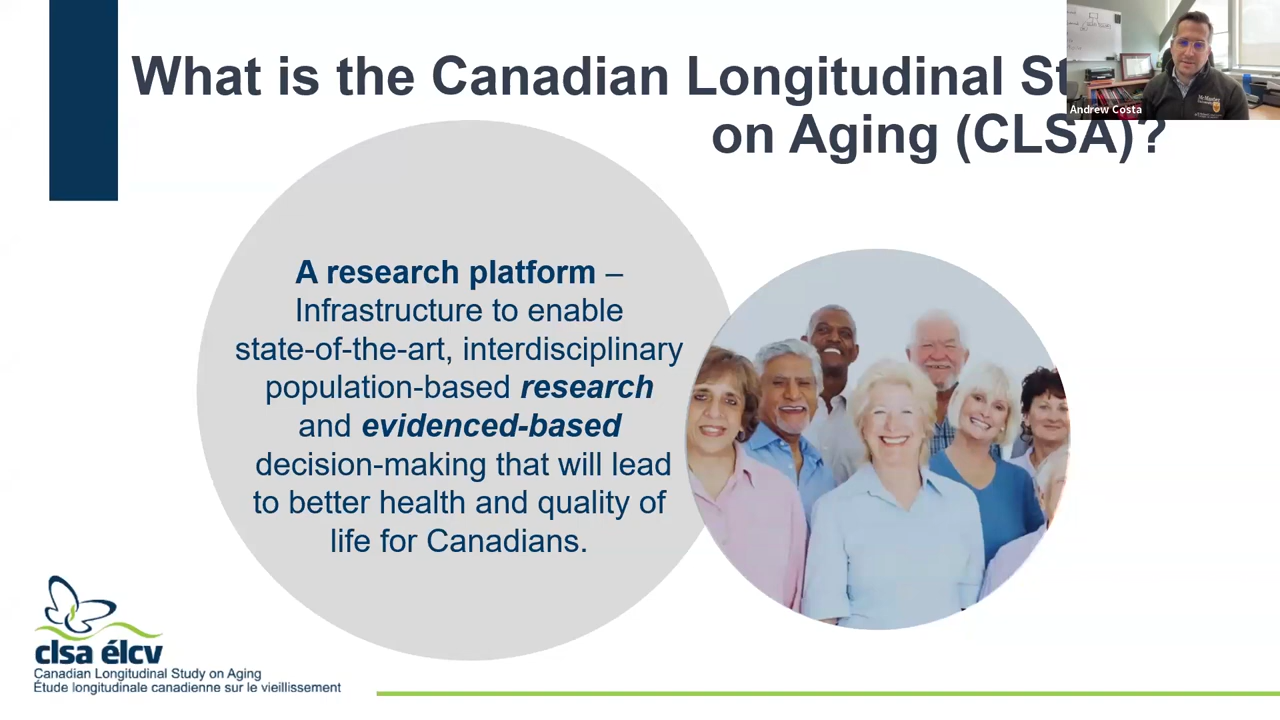 What is the Canadian Longitudinal St
on Aging (CLSA)?
Andrew Costa
A research platform –
Infrastructure to enable
state-of-the-art, interdisciplinary
population-based research
and evidenced-based
decision-making that will lead
to better health and quality of
life for Canadians.
clsa élcv
Canadian Longitudinal Study on Aging
Étude longitudinale canadienne sur le vieillissement